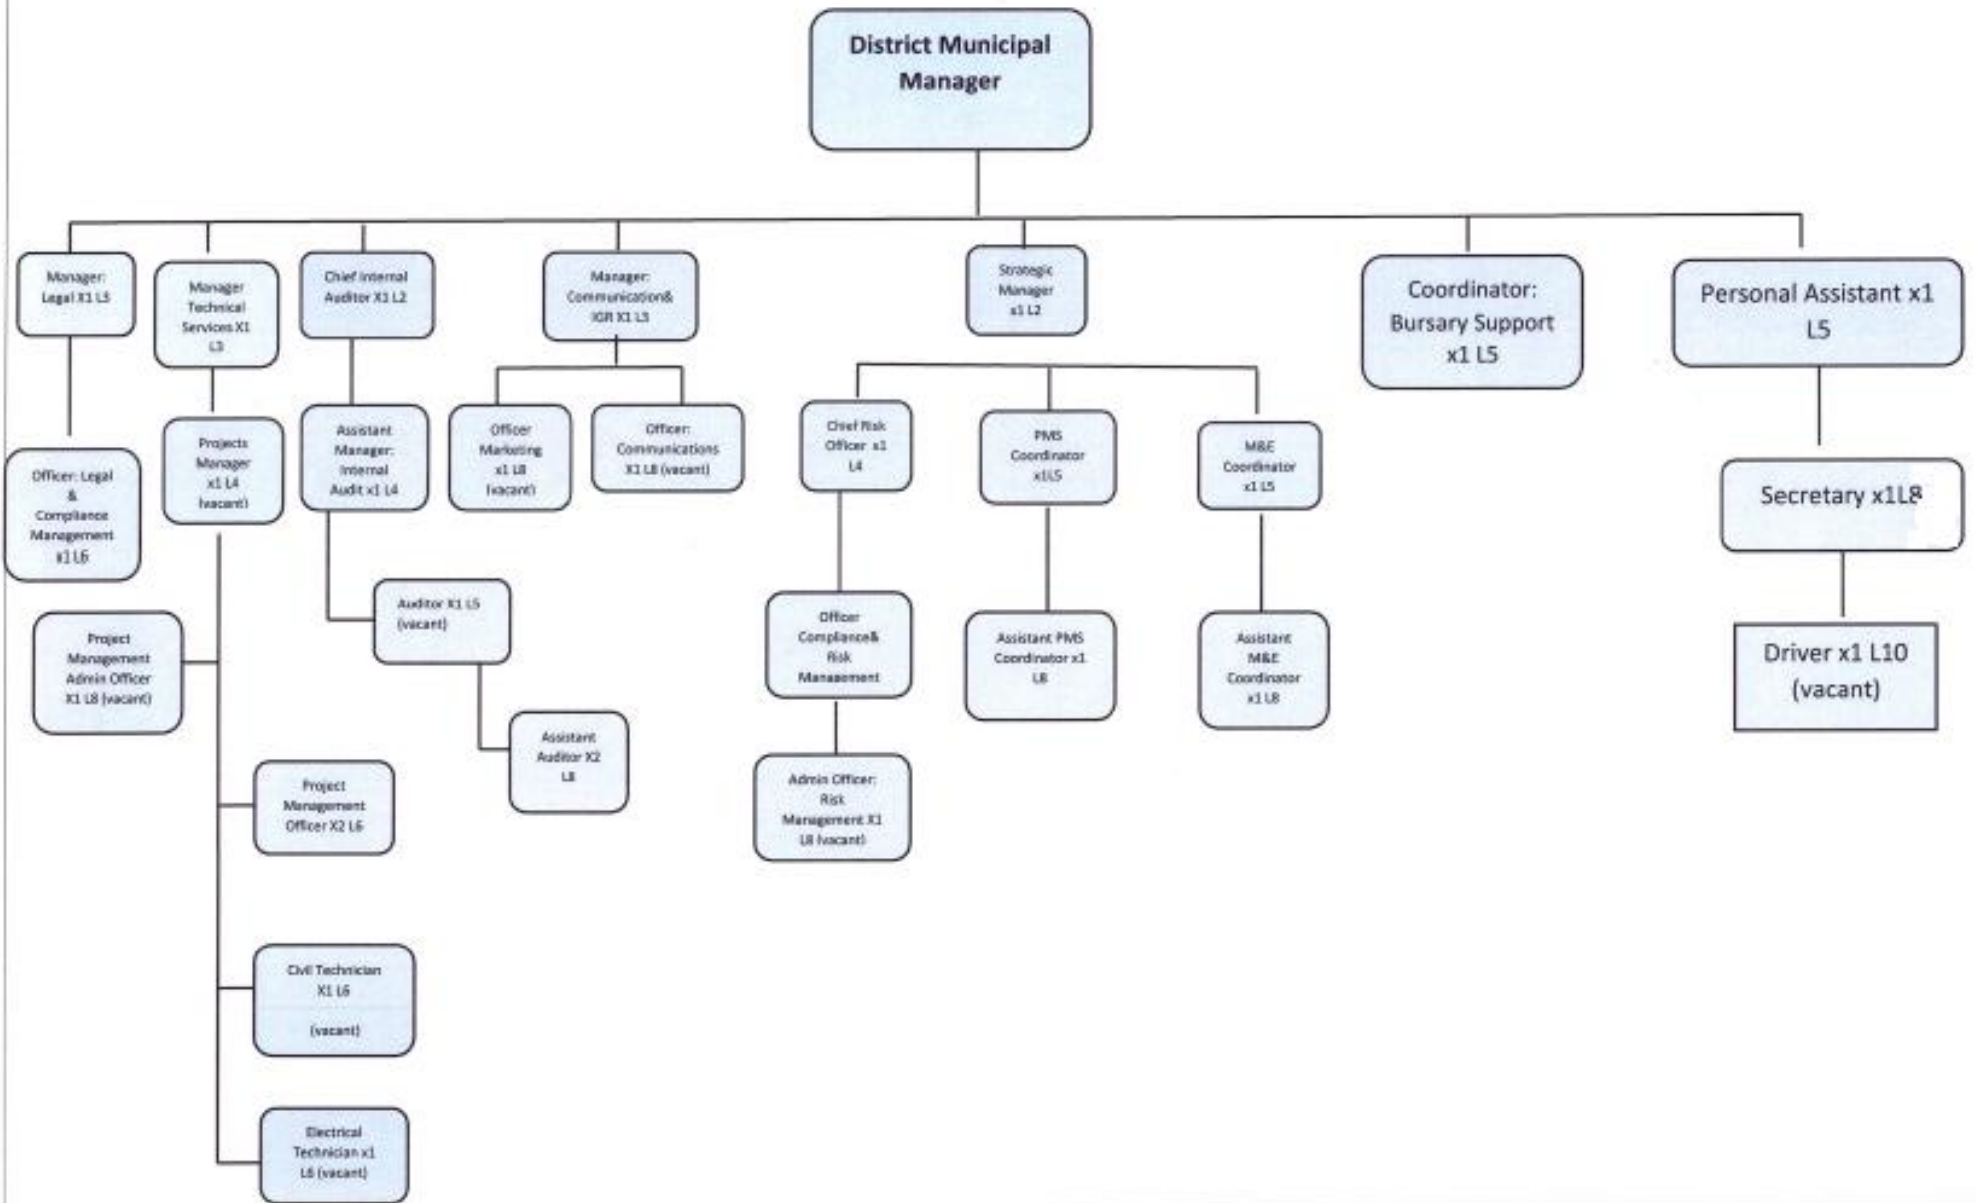 District Municipal
Manager
Manager:
Legal X1 L3
Manager
Technical
Services X1
L3
Chief Internal
Auditor X1 L2
Manager:
Communication&
IGR X1 L3
Strategic
Manager
x1 L2
Coordinator:
Bursary Support
x1 L5
Personal Assistant x1
L5
Officer: Legal
&
Compliance
Management
x1 L6
Projects
Manager
x1 L4
(vacant)
Assistant
Manager:
Internal
Audit x1 L4
Officer
Marketing
x1 L8
(vacant)
Officer:
Communications
X1 L8 (vacant)
Chief Risk
Officer x1
L4
PMS
Coordinator
x1L5
M&E
Coordinator
x1 L5
Secretary x1L8
Project
Management
Admin Officer
X1 L8 (vacant)
Auditor X1 L5
(vacant)
Officer
Compliance&
Risk
Management
Assistant PMS
Coordinator x1
L8
Assistant
M&E
Coordinator
x1 L8
Driver x1 L10
(vacant)
Project
Management
Officer X2 L6
Assistant
Auditor X2
L8
Admin Officer:
Risk
Management X1
L8 (vacant)
Civil Technician
X1 L6
(vacant)
Electrical
Technician x1
L6 (vacant)